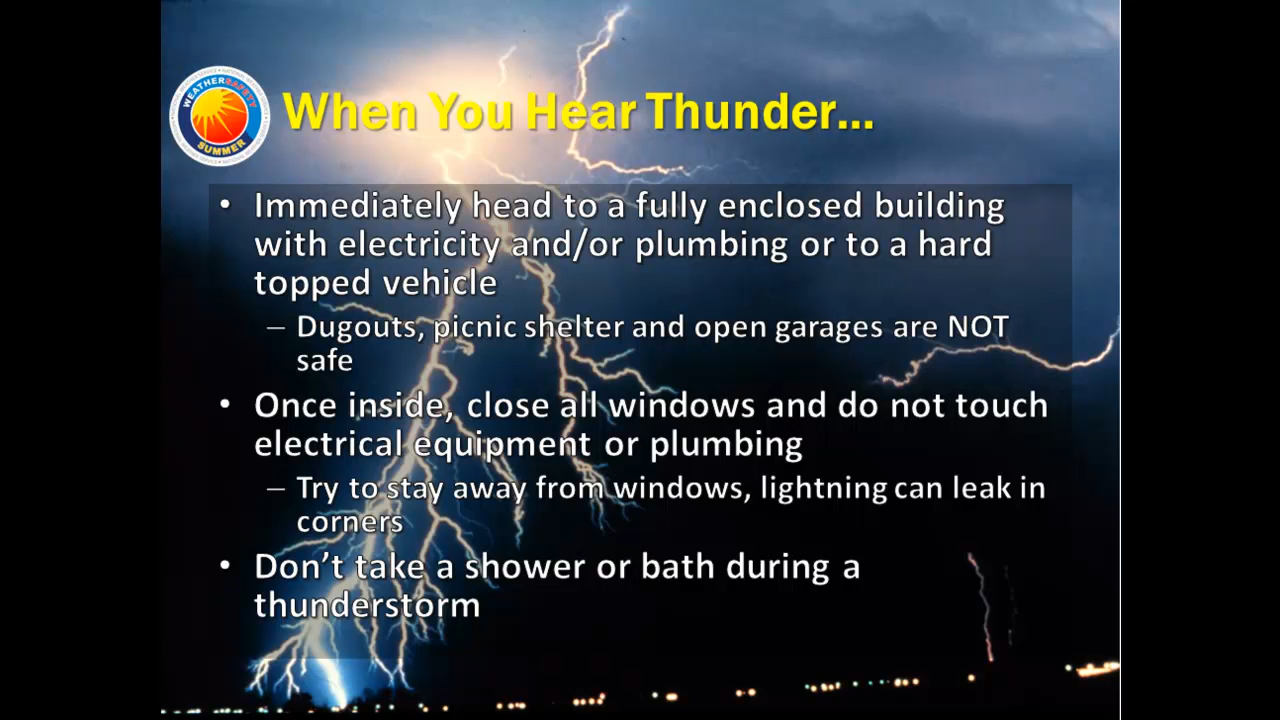 WEATHER SAFETY
SUMMER
When You Hear Thunder...
• Immediately head to a fully enclosed building
with electricity and/or plumbing or to a hard
topped vehicle
– Dugouts, picnic shelter and open garages are NOT
safe
• Once inside, close all windows and do not touch
electrical equipment or plumbing
– Try to stay away from windows, lightning can leak in
corners
• Don't take a shower or bath during a
thunderstorm